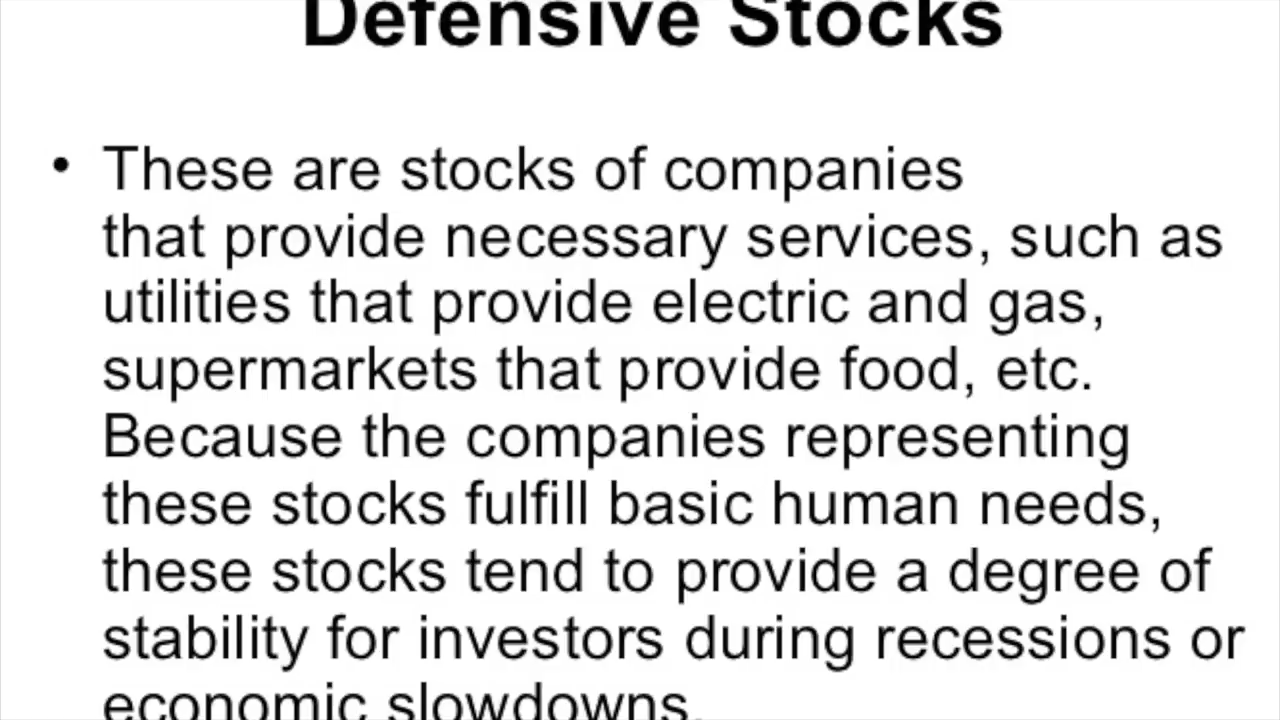 Defensive Stocks
• These are stocks of companies
that provide necessary services, such as
utilities that provide electric and gas,
supermarkets that provide food, etc.
Because the companies representing
these stocks fulfill basic human needs,
these stocks tend to provide a degree of
stability for investors during recessions or
economic slowdowns.